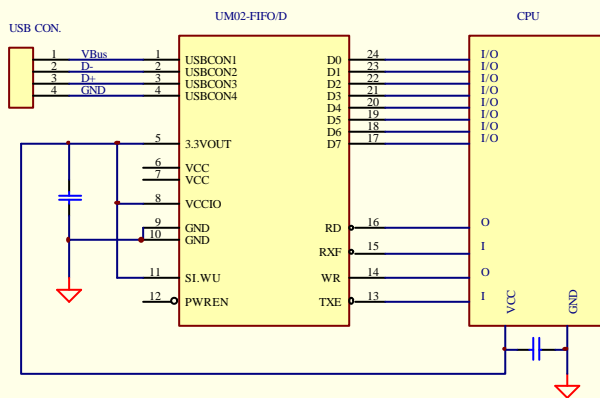 UM02-FIFO/D
CPU
USB CON.
1 VBus 1 USBCON1 D0 24 I/O
2 D- 2 USBCON2 D1 23 I/O
3 D+ 3 USBCON3 D2 22 I/O
4 GND 4 USBCON4 D3 21 I/O
D4 20 I/O
D5 19 I/O
D6 18 I/O
5 3.3VOUT D7 17 I/O
6 VCC
7 VCC
8 VCCIO
9 GND RD 16 O
10 GND RXF 15 I
11 SI.WU WR 14 O
12 PWREN TXE 13 I
VCC
GND